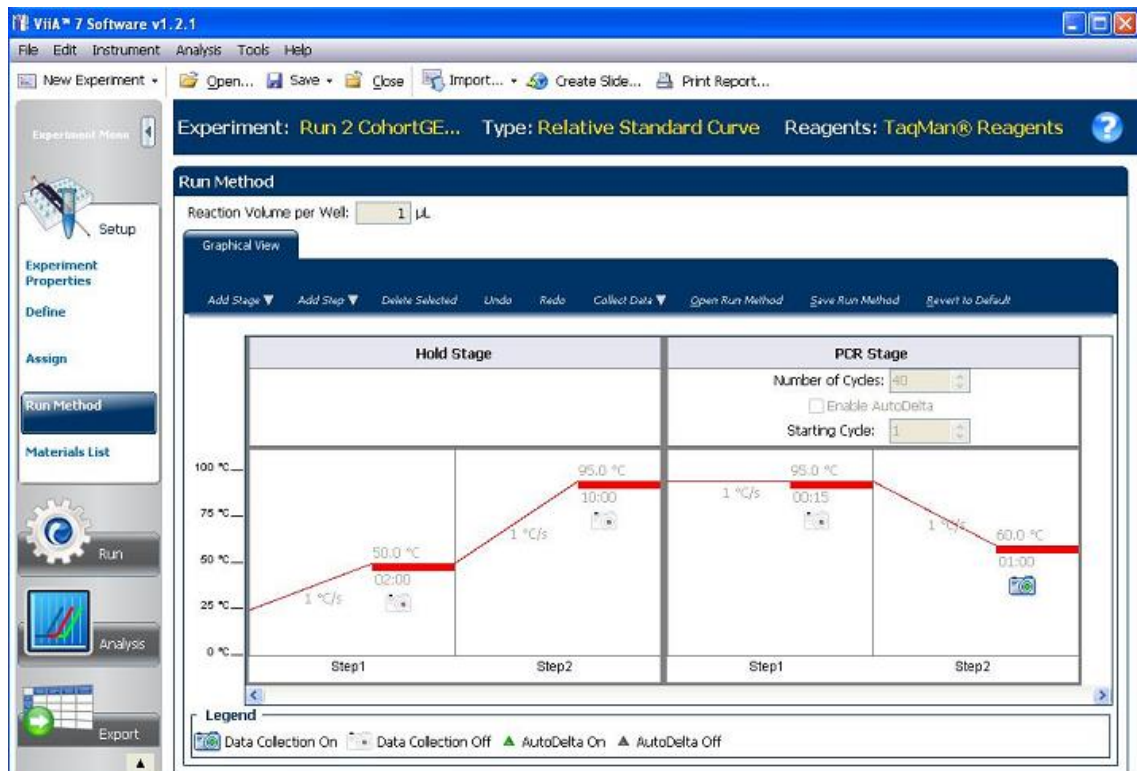 ViiA™ 7 Software v1.2.1
File Edit Instrument Analysis Tools Help
New Experiment Open... Save Close Import... Create Slide... Print Report...
Experiment Menu
Experiment: Run 2 CohortGE... Type: Relative Standard Curve Reagents: TaqMan® Reagents
Setup
Experiment Properties
Define
Assign
Run Method
Materials List
Run
Analysis
Export
Run Method
Reaction Volume per Well: 1 µL
Graphical View
Add Stage Add Step Delete Selected Undo Redo Collect Data Open Run Method Save Run Method Revert to Default
Hold Stage PCR Stage
Number of Cycles: 40
Enable AutoDelta
Starting Cycle: 1
100 °C
75 °C
50 °C
25 °C
0 °C
1 °C/s 50.0 °C 02:00
1 °C/s 95.0 °C 10:00
1 °C/s 95.0 °C 00:15
1 °C/s 60.0 °C 01:00
Step1 Step2 Step1 Step2
Legend
Data Collection On Data Collection Off AutoDelta On AutoDelta Off